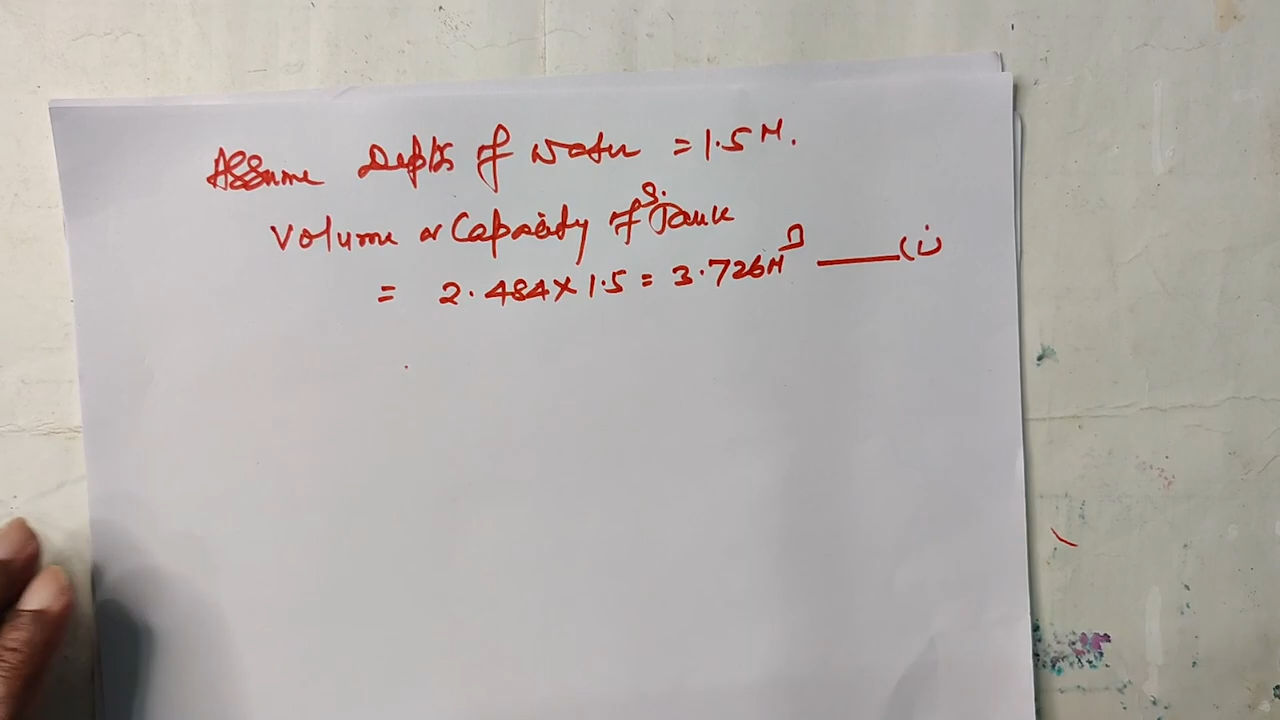 Assume Depth of water = 1.5 M.
Volume or Capacity of S. Tank
= 2.484 x 1.5 = 3.726 M³ —— (i)